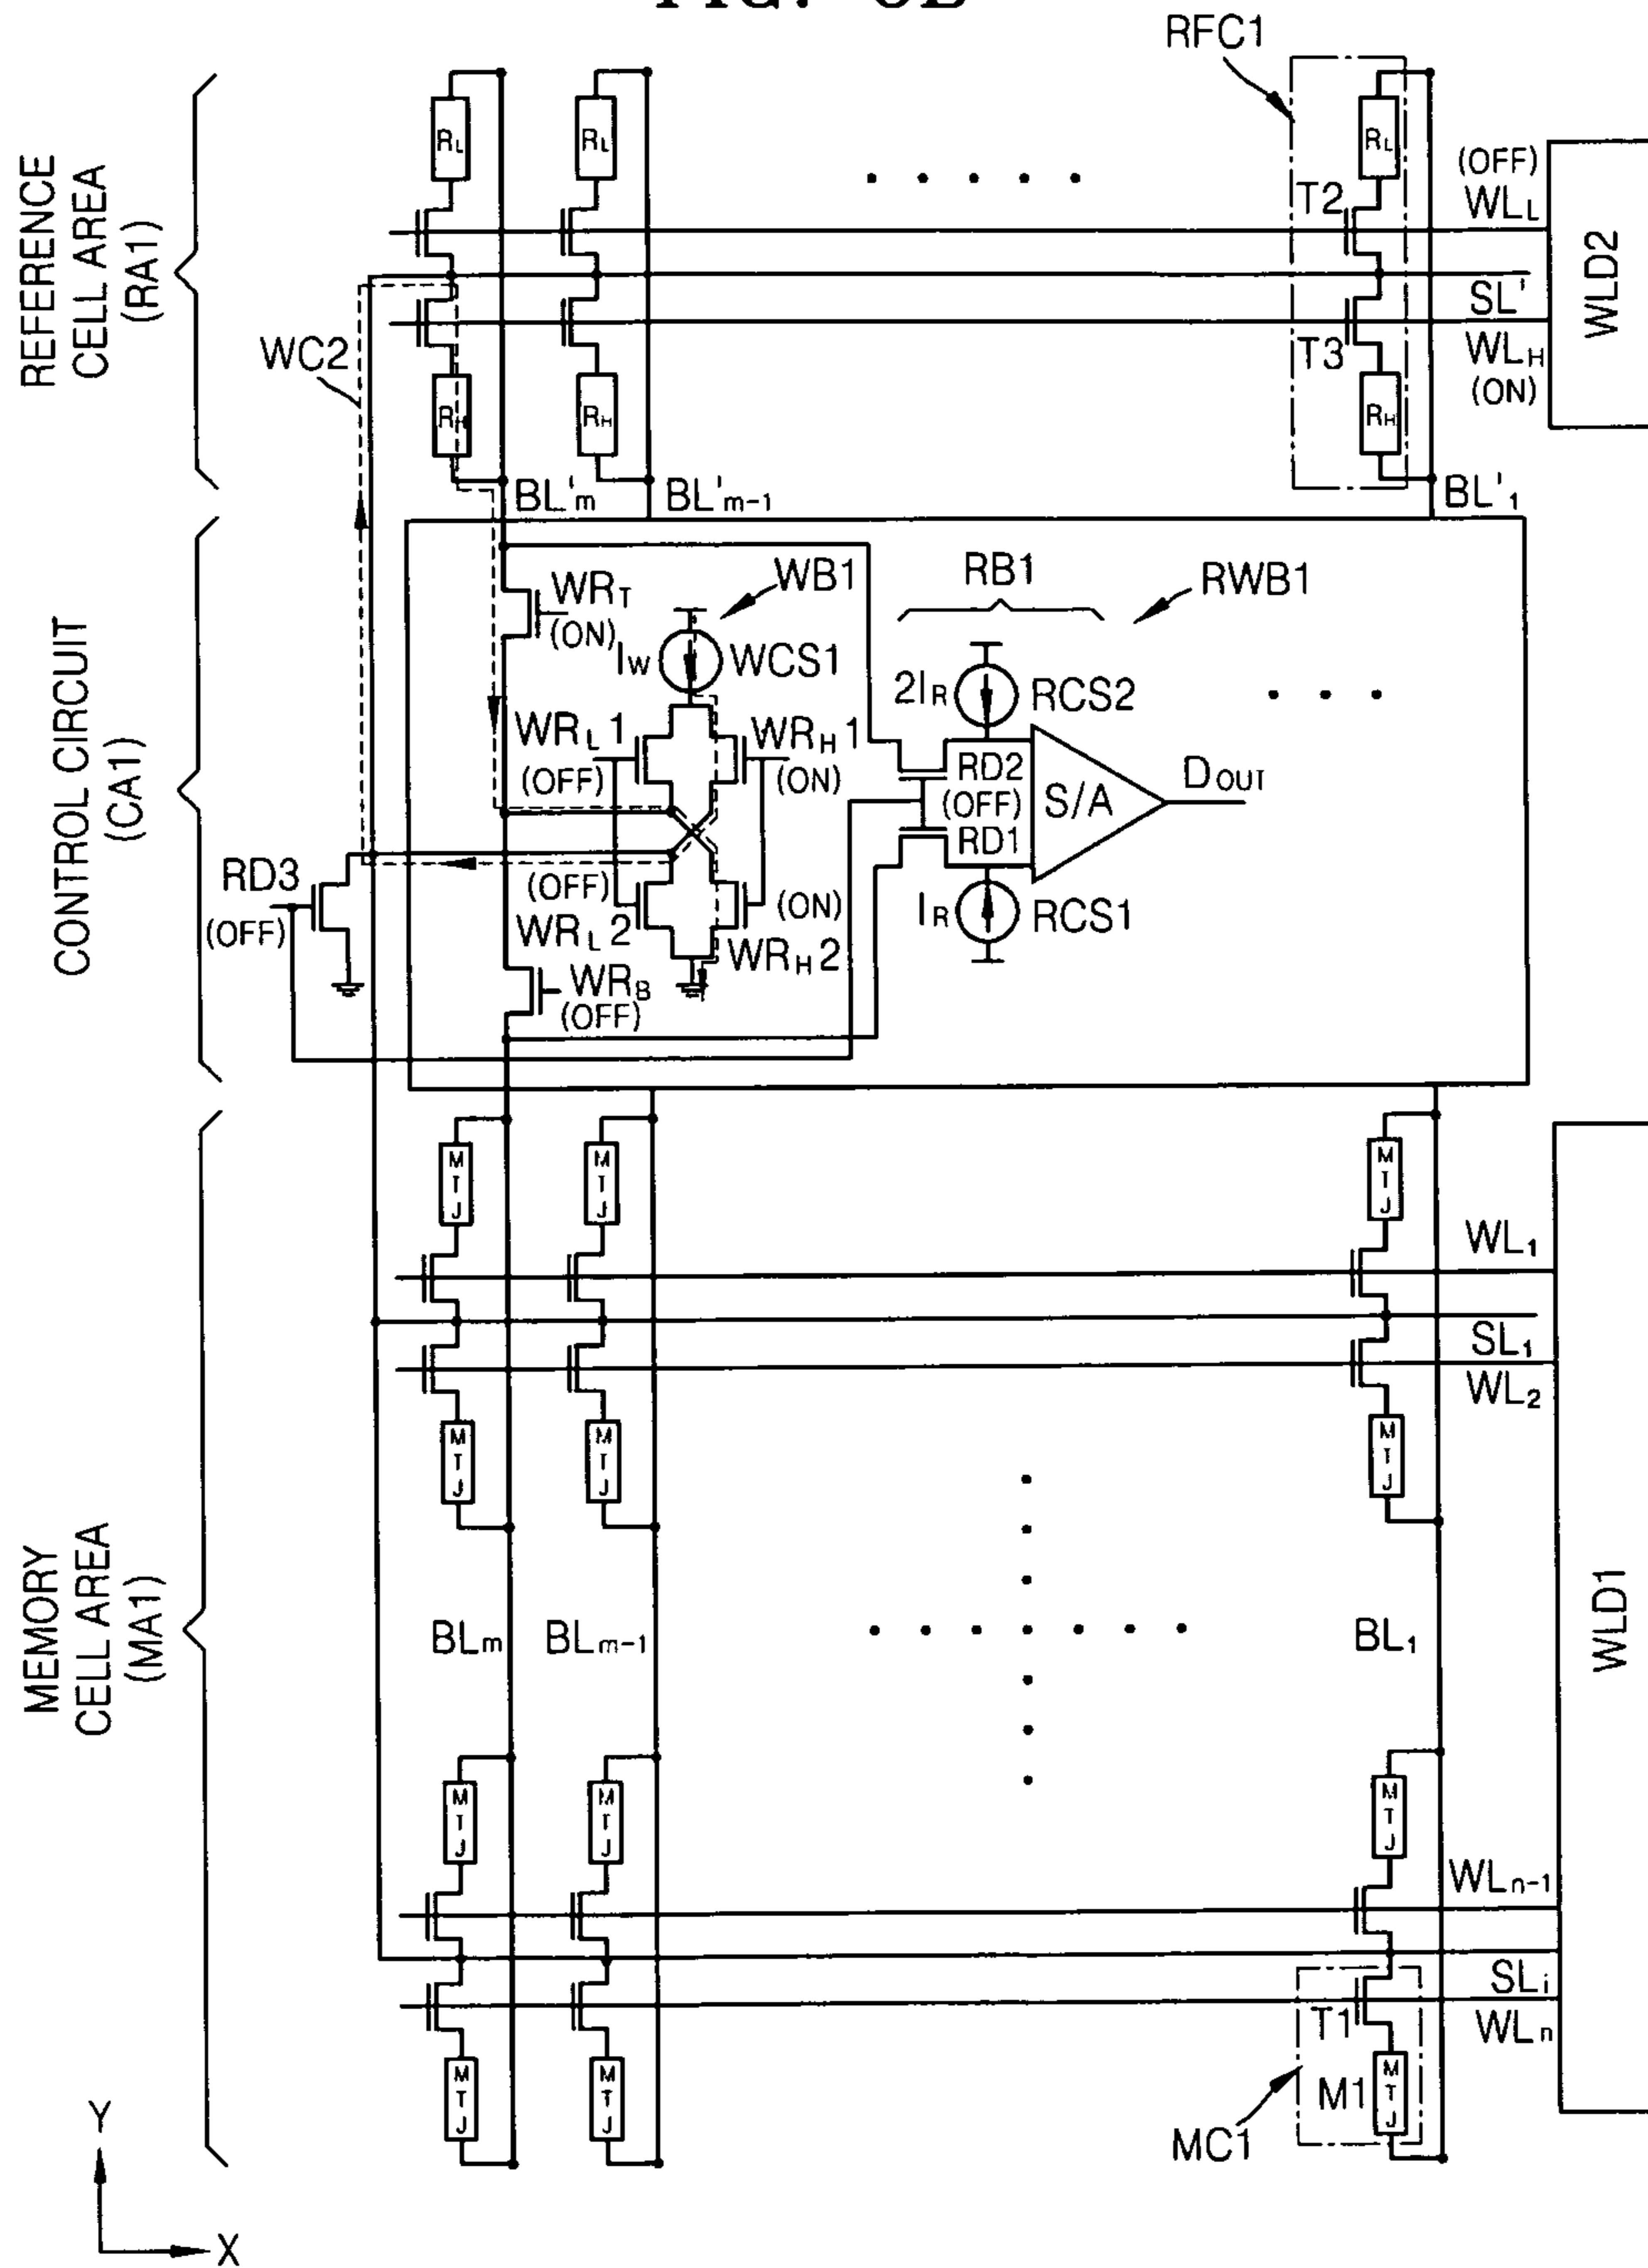 RFC1
REFERENCE
CELL AREA
(RA1)
RL
RL
RL
T2
(OFF)
WLL
SL'
WLD2
T3
WLH
(ON)
WC2
RH
RH
RH
BL'm
BL'm-1
BL'1
CONTROL CIRCUIT
(CA1)
WRT
(ON)
WB1
RB1
RWB1
IW
WCS1
2IR
RCS2
WRL1
(OFF)
WRH1
(ON)
RD2
(OFF)
RD1
S/A
DOUT
RD3
(OFF)
(OFF)
WRL2
(ON)
WRH2
IR
RCS1
WRB
(OFF)
MEMORY
CELL AREA
(MA1)
MTJ
MTJ
MTJ
WL1
SL1
WL2
MTJ
MTJ
MTJ
BLm
BLm-1
BL1
WLD1
MTJ
MTJ
MTJ
WLn-1
SLi
WLn
T1
MTJ
MTJ
M1
MTJ
MC1
Y
X